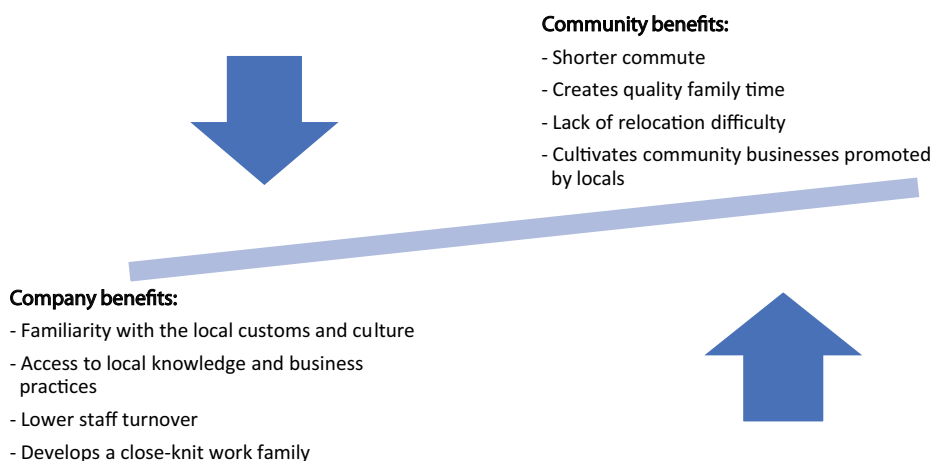 Community benefits:
- Shorter commute
- Creates quality family time
- Lack of relocation difficulty
- Cultivates community businesses promoted
by locals
Company benefits:
- Familiarity with the local customs and culture
- Access to local knowledge and business
practices
- Lower staff turnover
- Develops a close-knit work family